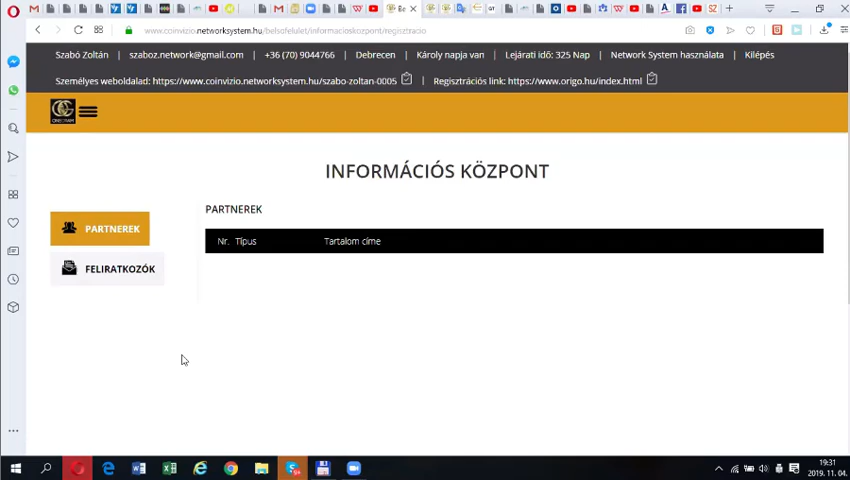 Be
www.coinvizio.networksystem.hu/belsofelulet/informacioskozpont/regisztracio
Szabó Zoltán szaboz.network@gmail.com +36 (70) 9044766 Debrecen Károly napja van Lejárati idő: 325 Nap Network System használata Kilépés
Személyes weboldalad: https://www.coinvizio.networksystem.hu/szabo-zoltan-0005 Regisztrációs link: https://www.origo.hu/index.html
INFORMÁCIÓS KÖZPONT
PARTNEREK
PARTNEREK
Nr. Típus Tartalom címe
FELIRATKOZÓK
19:31
2019. 11. 04.